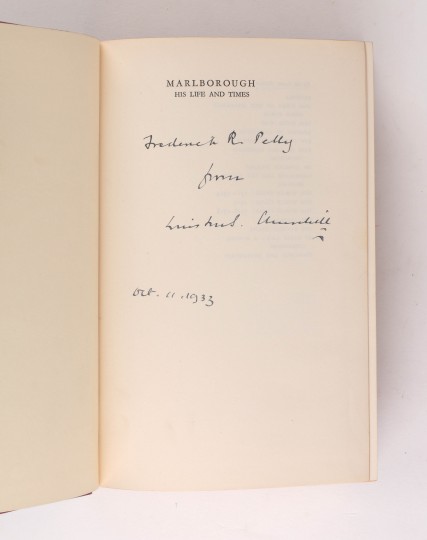 MARLBOROUGH
HIS LIFE AND TIMES
Frederick R. Pelly
from
Winston S. Churchill
Oct. 11. 1933